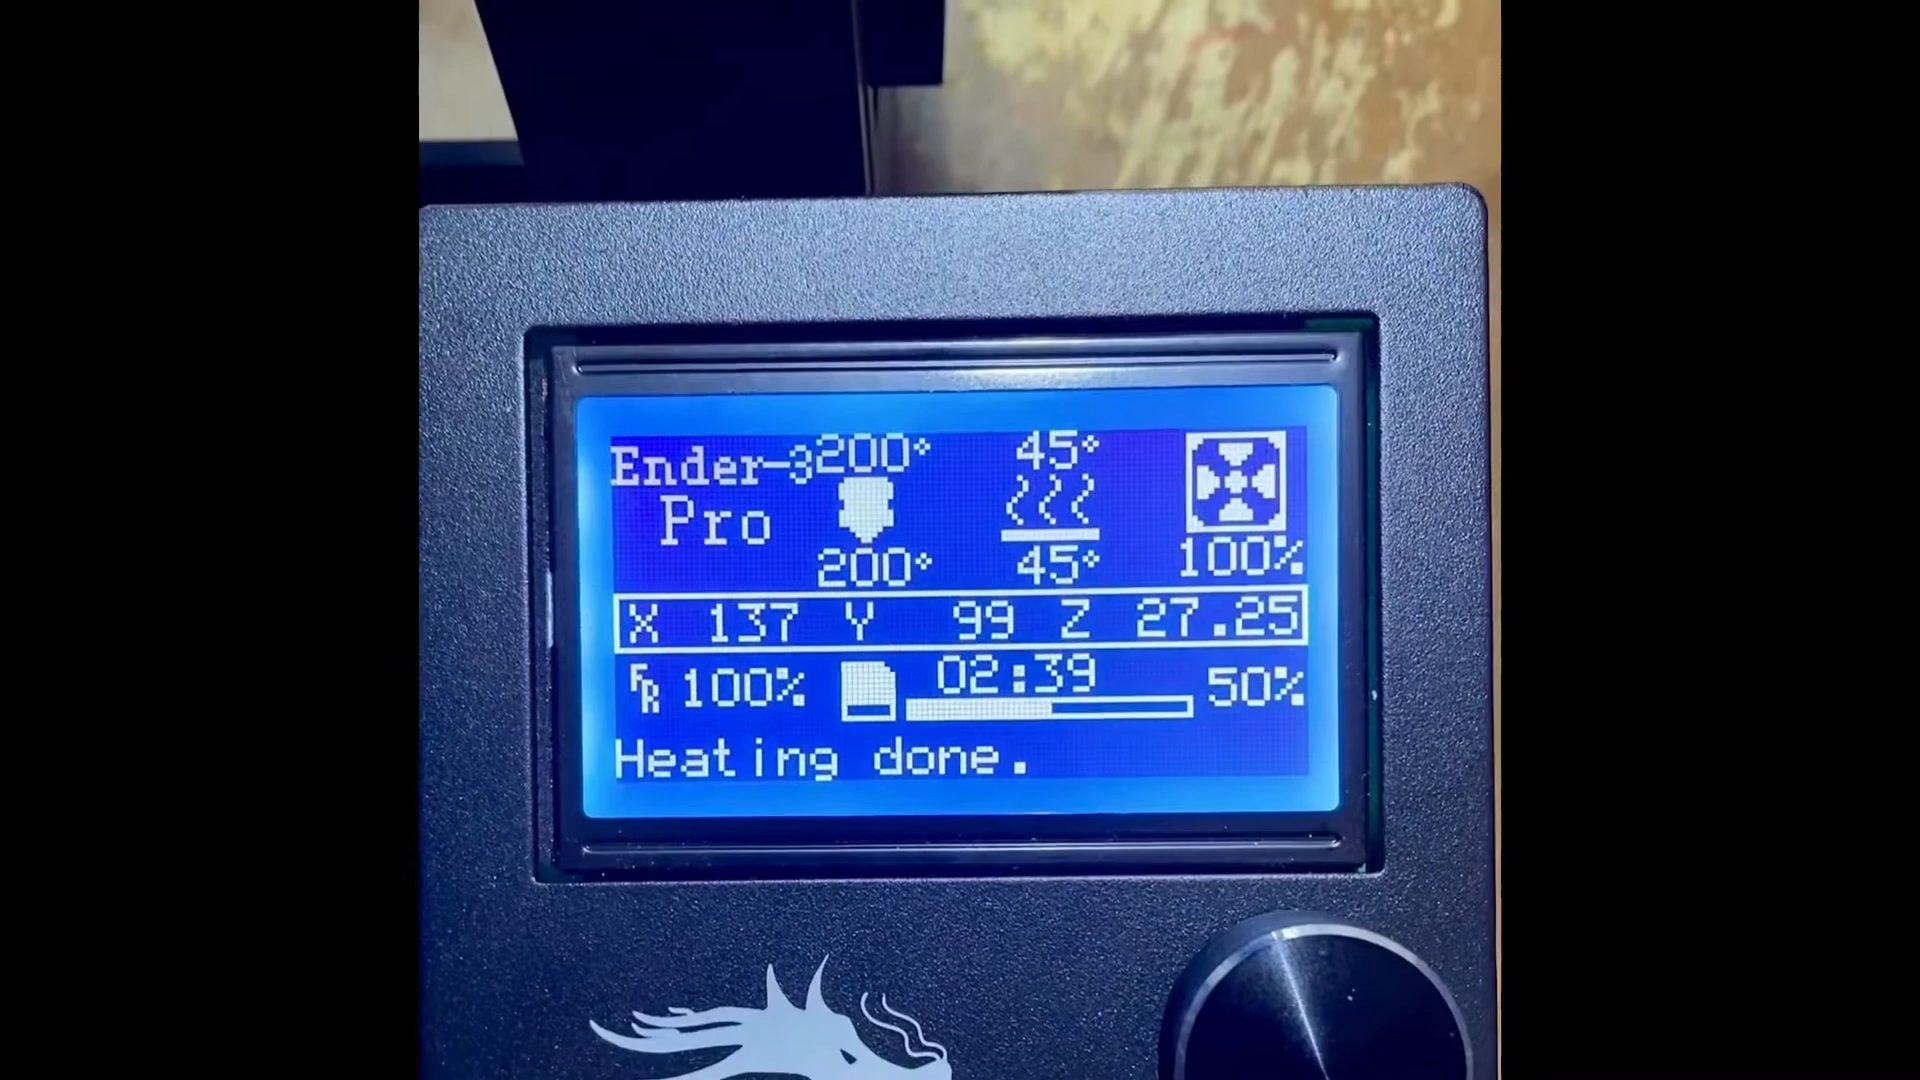 Ender-3 200° 45°
Pro
200° 45° 100%
X 137 Y 99 Z 27.25
FR 100% 02:39 50%
Heating done.